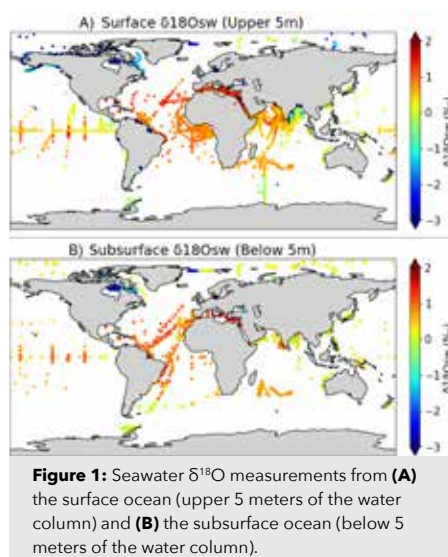 A) Surface δ18Osw (Upper 5m)
2
1
0
−1
−2
−3
δ18Osw (‰)
B) Subsurface δ18Osw (Below 5m)
2
1
0
−1
−2
−3
δ18Osw (‰)
Figure 1: Seawater δ¹⁸O measurements from (A)
the surface ocean (upper 5 meters of the water
column) and (B) the subsurface ocean (below 5
meters of the water column).